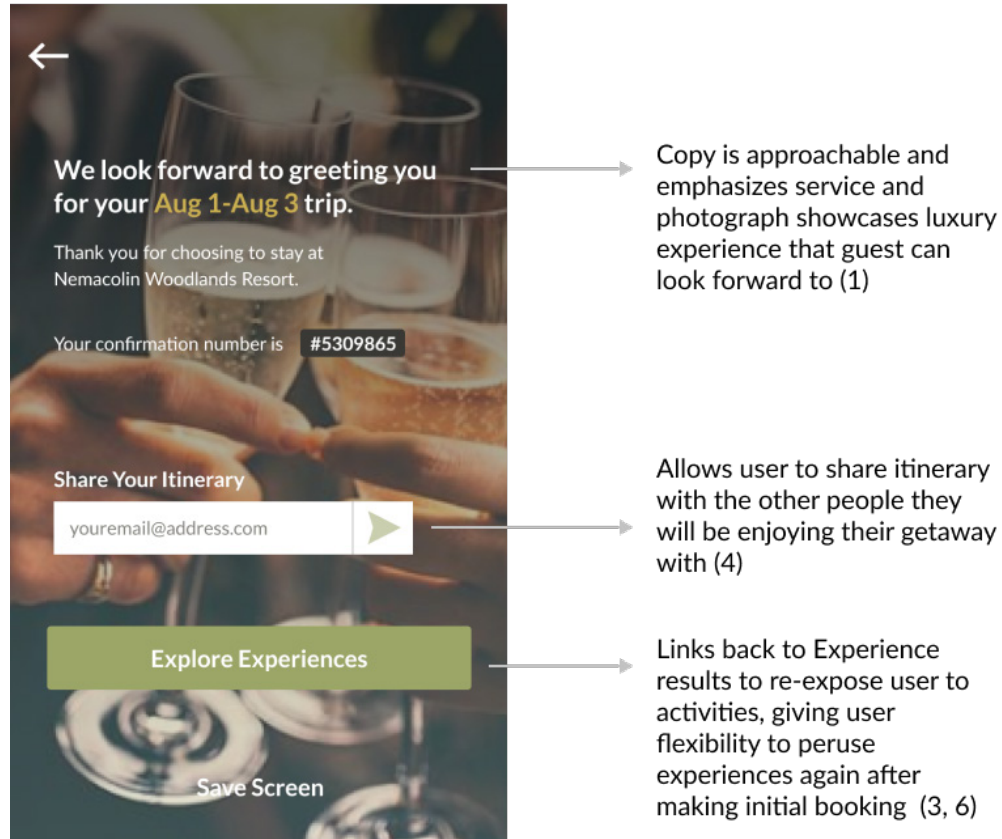 We look forward to greeting you
for your Aug 1-Aug 3 trip.
Thank you for choosing to stay at
Nemacolin Woodlands Resort.
Your confirmation number is #5309865
Share Your Itinerary
youremail@address.com
Explore Experiences
Save Screen
Copy is approachable and
emphasizes service and
photograph showcases luxury
experience that guest can
look forward to (1)
Allows user to share itinerary
with the other people they
will be enjoying their getaway
with (4)
Links back to Experience
results to re-expose user to
activities, giving user
flexibility to peruse
experiences again after
making initial booking (3, 6)